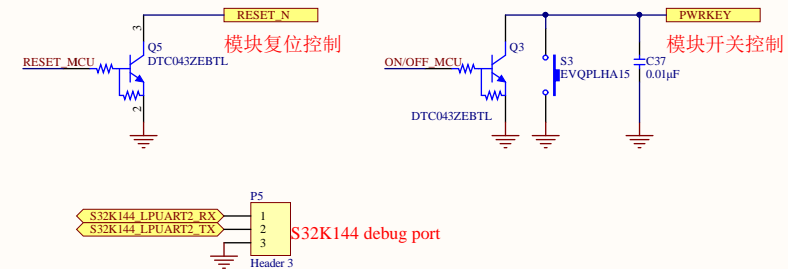 RESET_N
3
Q5
模块复位控制
RESET_MCU
DTC043ZEBTL
2
PWRKEY
Q3
模块开关控制
ON/OFF_MCU
S3
EVQPLHA15
C37
0.01μF
DTC043ZEBTL
P5
S32K144_LPUART2_RX
1
S32K144_LPUART2_TX
2
3
S32K144 debug port
Header 3